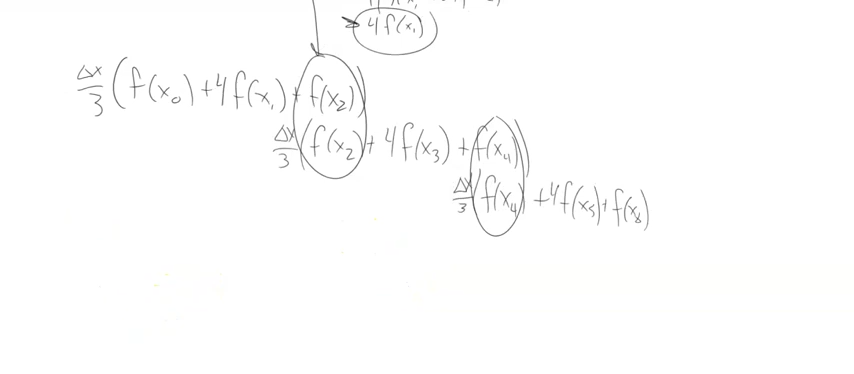 4f(x₁)
Δx/3 (f(x₀)+4f(x₁)+f(x₂))
Δx/3 (f(x₂)+4f(x₃)+f(x₄))
Δx/3 (f(x₄)+4f(x₅)+f(x₆)